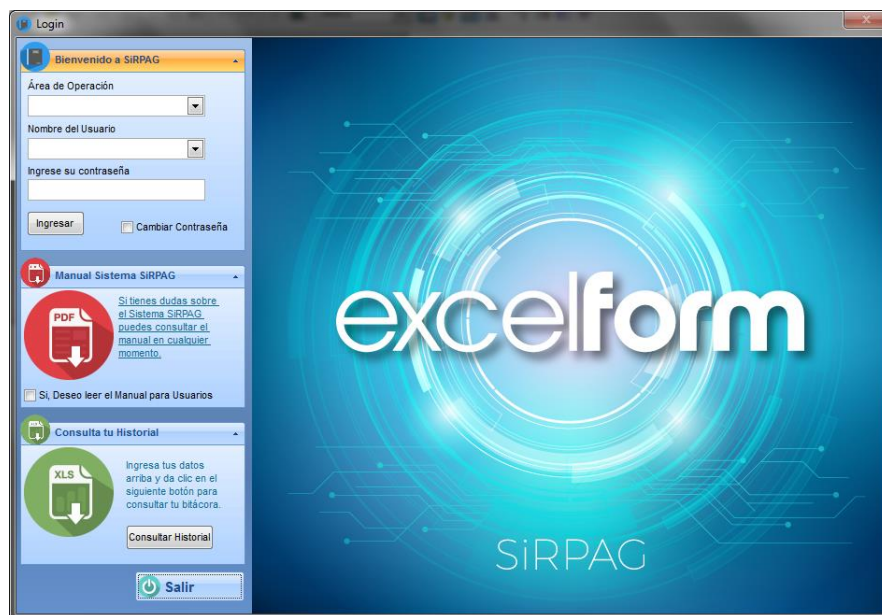 Login
Bienvenido a SiRPAG
Área de Operación
Nombre del Usuario
Ingrese su contraseña
Ingresar
Cambiar Contraseña
Manual Sistema SiRPAG
PDF
Si tienes dudas sobre
el Sistema SiRPAG
puedes consultar el
manual en cualquier
momento.
Si, Deseo leer el Manual para Usuarios
Consulta tu Historial
XLS
Ingresa tus datos
arriba y da clic en el
siguiente botón para
consultar tu bitácora.
Consultar Historial
Salir
excelform
SiRPAG